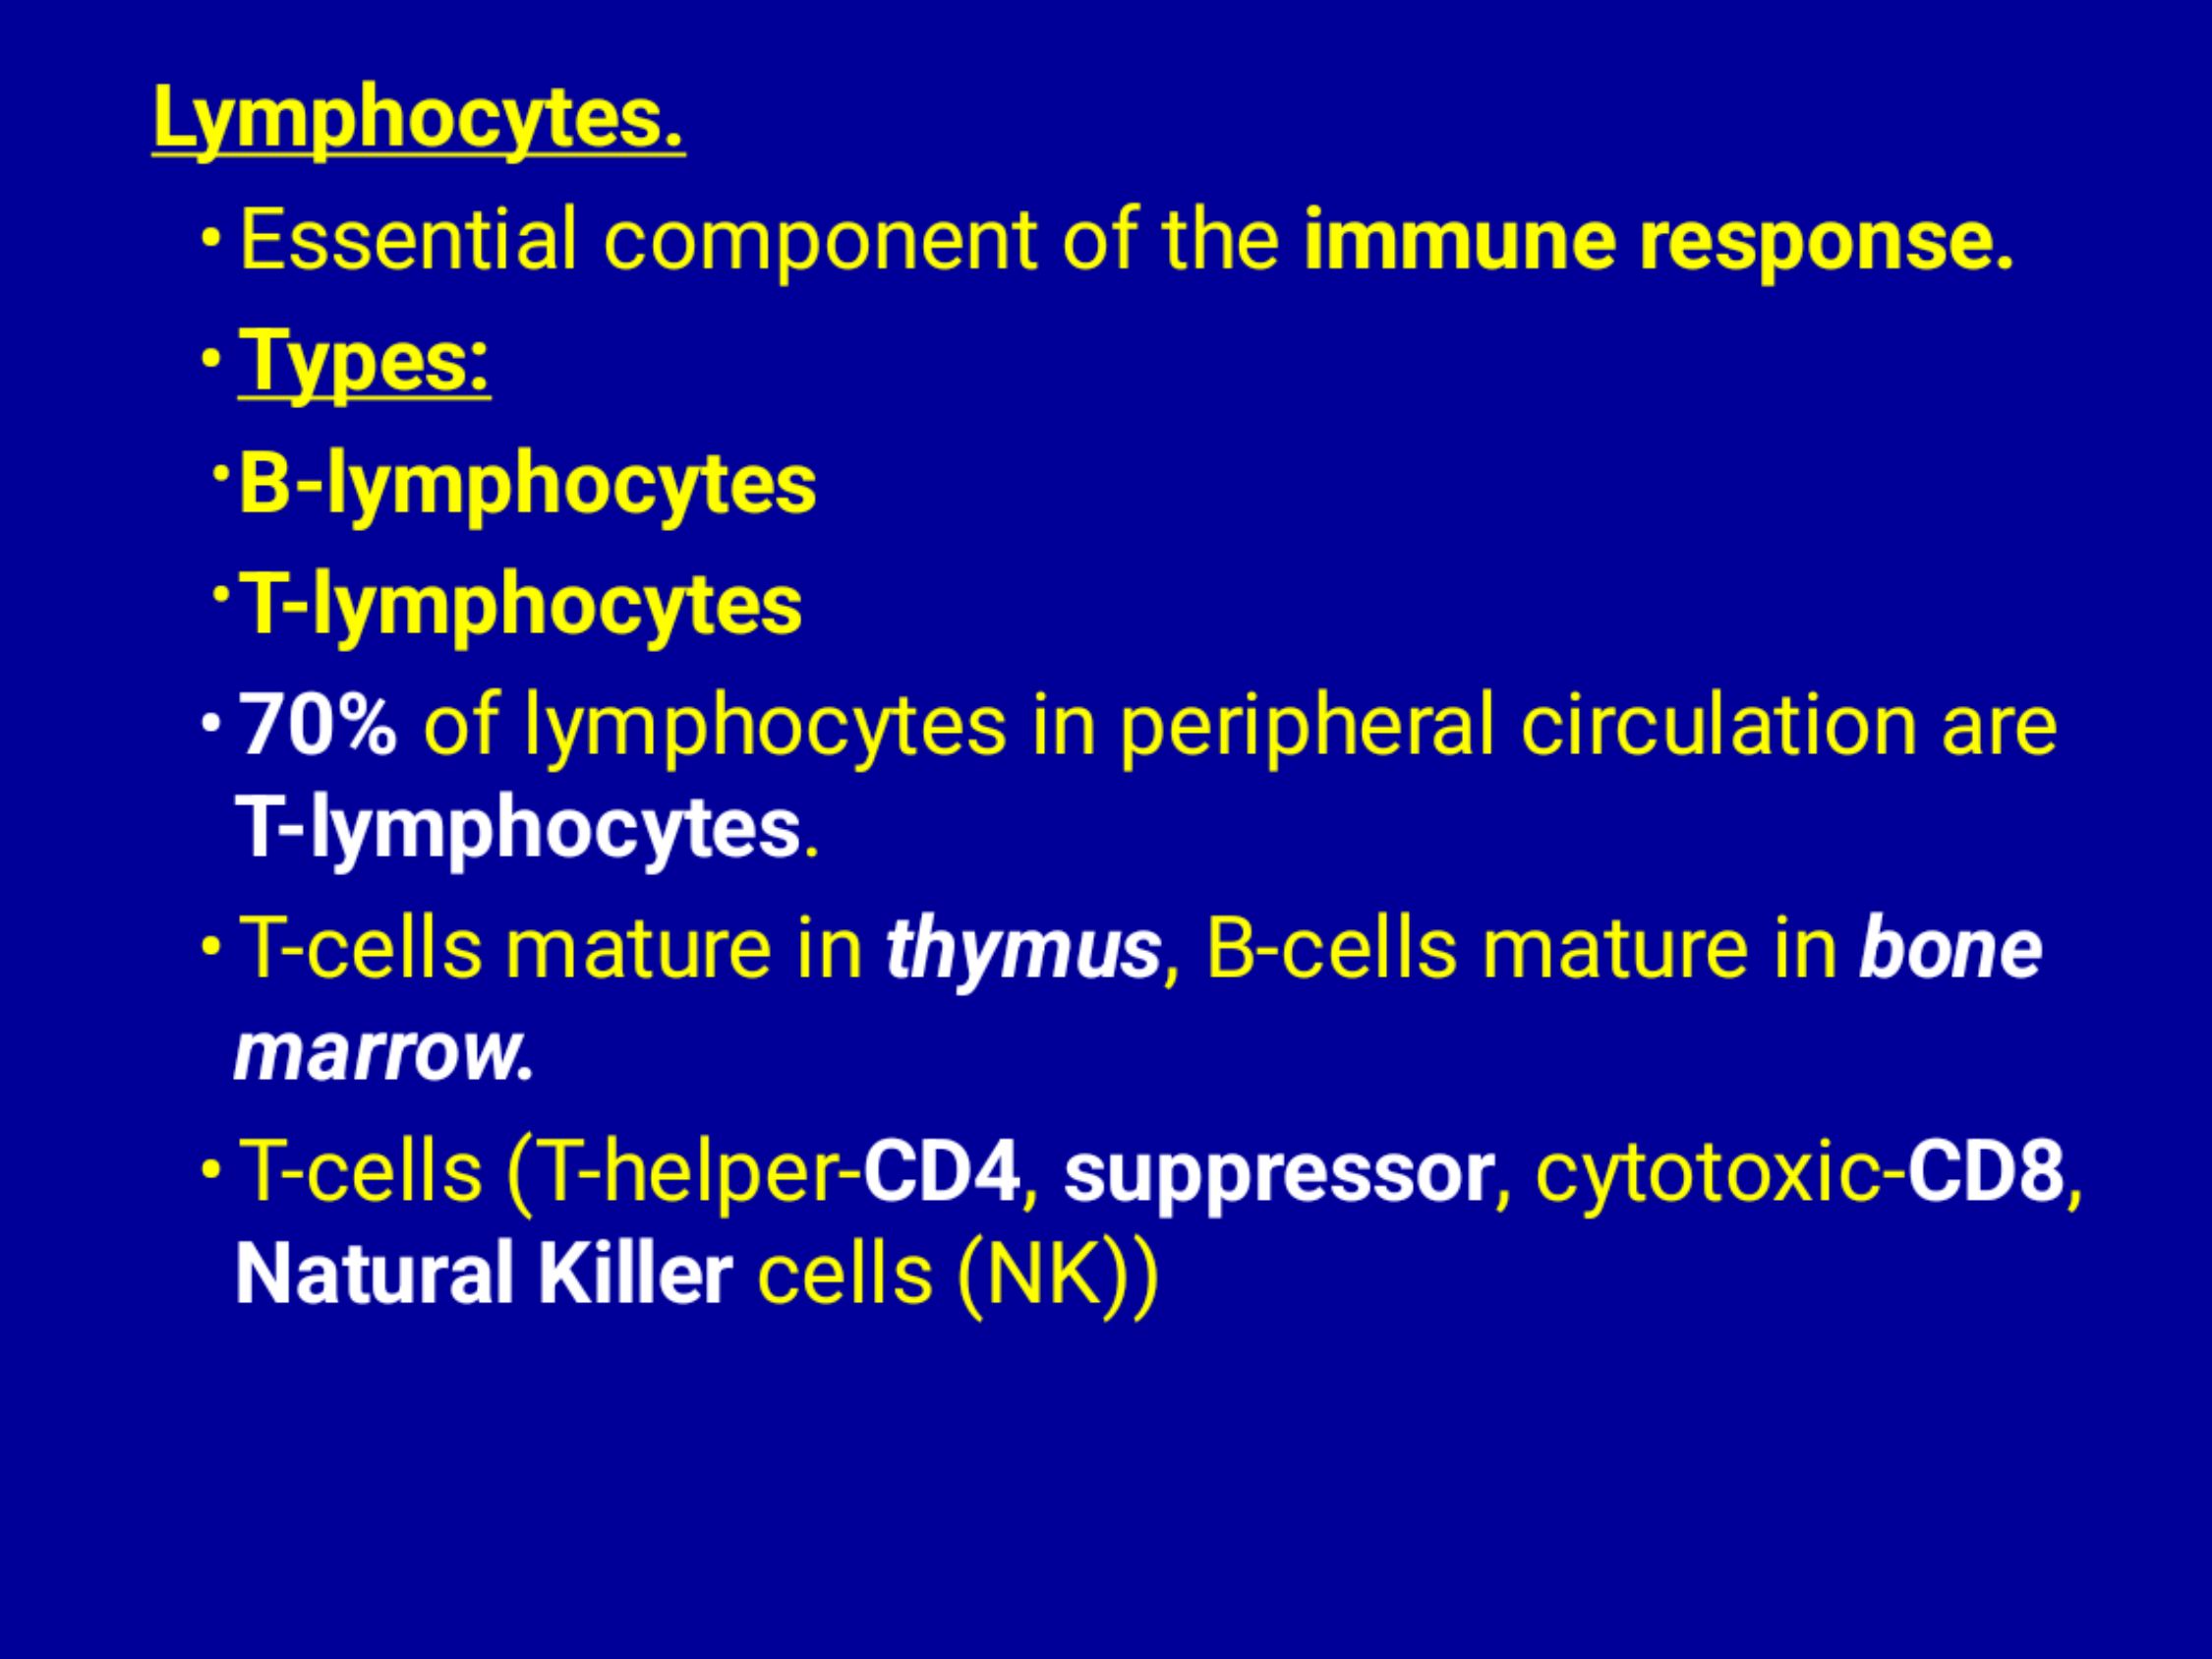 Lymphocytes.
• Essential component of the immune response.
• Types:
• B-lymphocytes
• T-lymphocytes
• 70% of lymphocytes in peripheral circulation are
T-lymphocytes.
• T-cells mature in thymus, B-cells mature in bone
marrow.
• T-cells (T-helper-CD4, suppressor, cytotoxic-CD8,
Natural Killer cells (NK))